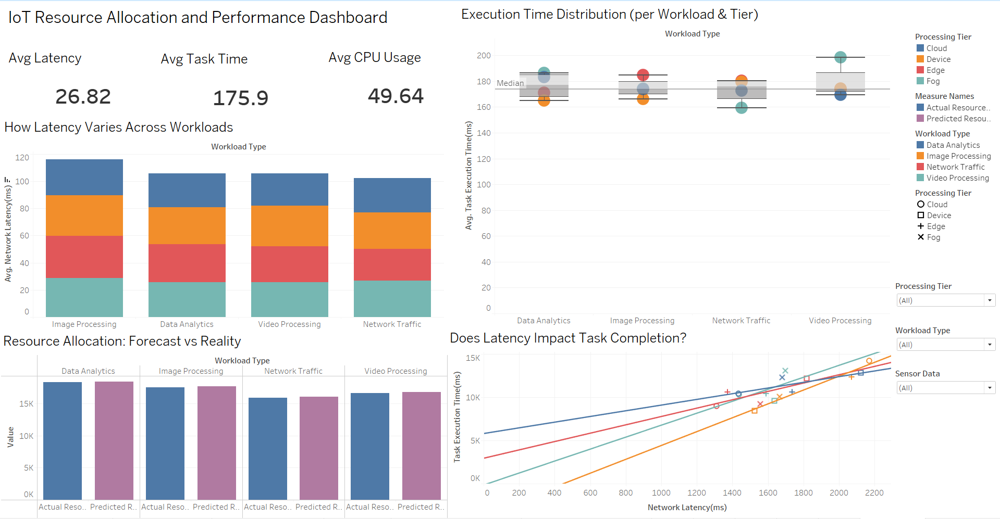 IoT Resource Allocation and Performance Dashboard
Avg Latency
26.82
Avg Task Time
175.9
Avg CPU Usage
49.64
How Latency Varies Across Workloads
Workload Type
Avg. Network Latency(ms)
120
100
80
60
40
20
0
Image Processing
Data Analytics
Video Processing
Network Traffic
Execution Time Distribution (per Workload & Tier)
Workload Type
Avg. Task Execution Time(ms)
200
180
160
140
120
100
80
60
40
20
0
Median
Data Analytics
Image Processing
Network Traffic
Video Processing
Resource Allocation: Forecast vs Reality
Workload Type
Data Analytics
Image Processing
Network Traffic
Video Processing
Value
15K
10K
5K
0K
Actual Reso..
Predicted R..
Actual Reso..
Predicted R..
Actual Reso..
Predicted R..
Actual Reso..
Predicted R..
Does Latency Impact Task Completion?
Task Execution Time(ms)
15K
10K
5K
0K
0
200
400
600
800
1000
1200
1400
1600
1800
2000
2200
Network Latency(ms)
Processing Tier
Cloud
Device
Edge
Fog
Measure Names
Actual Resource..
Predicted Resou..
Workload Type
Data Analytics
Image Processing
Network Traffic
Video Processing
Processing Tier
Cloud
Device
Edge
Fog
Processing Tier
(All)
Workload Type
(All)
Sensor Data
(All)